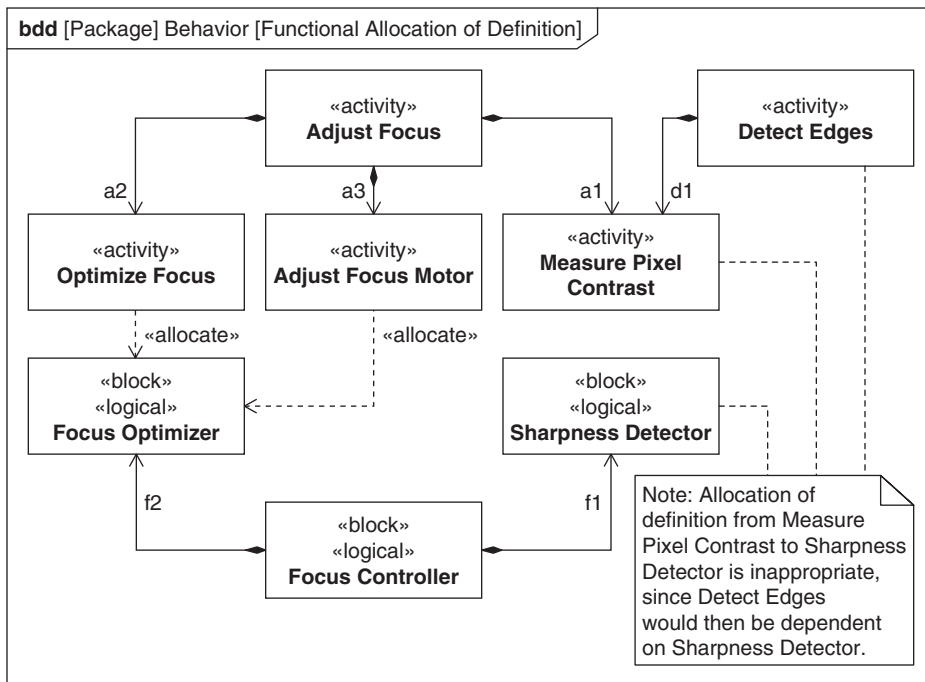 bdd [Package] Behavior [Functional Allocation of Definition]
«activity»
Adjust Focus
«activity»
Detect Edges
a2
a3
a1
d1
«activity»
Optimize Focus
«activity»
Adjust Focus Motor
«activity»
Measure Pixel
Contrast
«allocate»
«allocate»
«block»
«logical»
Focus Optimizer
«block»
«logical»
Sharpness Detector
f2
f1
«block»
«logical»
Focus Controller
Note: Allocation of
definition from Measure
Pixel Contrast to Sharpness
Detector is inappropriate,
since Detect Edges
would then be dependent
on Sharpness Detector.